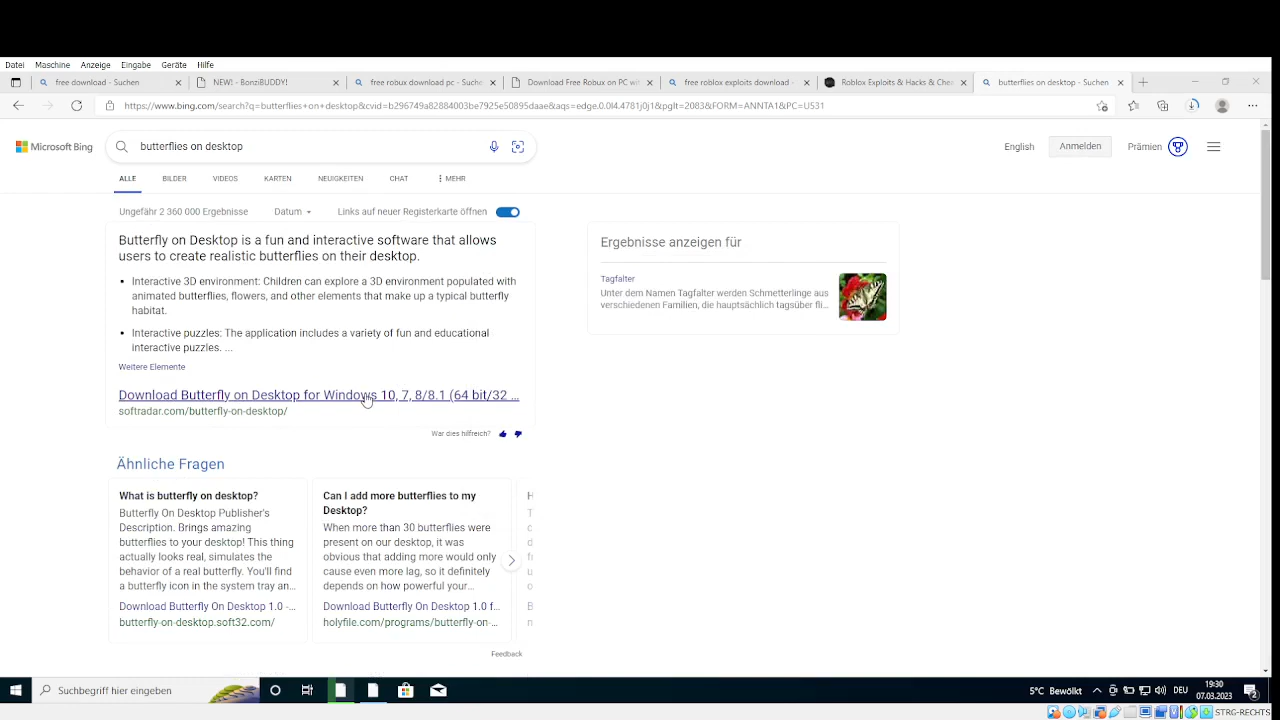 Datei Maschine Anzeige Eingabe Geräte Hilfe
free download - Suchen
NEW! - BonziBUDDY!
free robux download pc - Suche
Download Free Robux on PC wit
free roblox exploits download -
Roblox Exploits & Hacks & Chea
butterflies on desktop - Suchen
https://www.bing.com/search?q=butterflies+on+desktop&cvid=b296749a82884003be7925e50895daae&aqs=edge.0.0l4.4781j0j1&pglt=2083&FORM=ANNTA1&PC=U531
Microsoft Bing
butterflies on desktop
English
Anmelden
Prämien
ALLE BILDER VIDEOS KARTEN NEUIGKEITEN CHAT MEHR
Ungefähr 2 360 000 Ergebnisse Datum Links auf neuer Registerkarte öffnen
Butterfly on Desktop is a fun and interactive software that allows
users to create realistic butterflies on their desktop.
Interactive 3D environment: Children can explore a 3D environment populated with
animated butterflies, flowers, and other elements that make up a typical butterfly
habitat.
Interactive puzzles: The application includes a variety of fun and educational
interactive puzzles. ...
Weitere Elemente
Download Butterfly on Desktop for Windows 10, 7, 8/8.1 (64 bit/32 ...
softradar.com/butterfly-on-desktop/
War dies hilfreich?
Ergebnisse anzeigen für
Tagfalter
Unter dem Namen Tagfalter werden Schmetterlinge aus
verschiedenen Familien, die hauptsächlich tagsüber fli...
Ähnliche Fragen
What is butterfly on desktop?
Butterfly On Desktop Publisher's
Description. Brings amazing
butterflies to your desktop! This thing
actually looks real, simulates the
behavior of a real butterfly. You'll find
a butterfly icon in the system tray an...
Download Butterfly On Desktop 1.0 -...
butterfly-on-desktop.soft32.com/
Can I add more butterflies to my
Desktop?
When more than 30 butterflies were
present on our desktop, it was
obvious that adding more would only
cause even more lag, so it definitely
depends on how powerful your...
Download Butterfly On Desktop 1.0 f...
holyfile.com/programs/butterfly-on-...
Feedback
Suchbegriff hier eingeben
5°C Bewölkt
DEU
19:30
07.03.2023
2
STRG-RECHTS